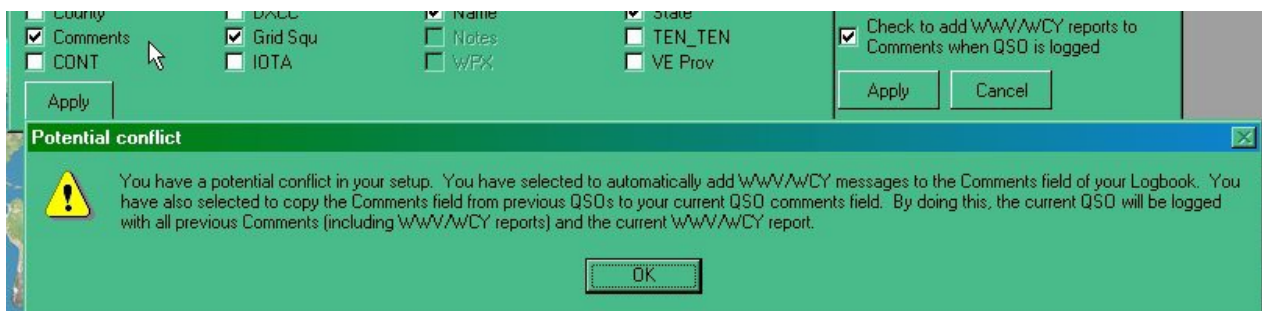 County DXCC Name State
Comments Grid Squ Notes TEN_TEN
CONT IOTA WPX VE Prov
Apply
Check to add WWV/WCY reports to
Comments when QSO is logged
Apply Cancel
Potential conflict
You have a potential conflict in your setup. You have selected to automatically add WWV/WCY messages to the Comments field of your Logbook. You
have also selected to copy the Comments field from previous QSOs to your current QSO comments field. By doing this, the current QSO will be logged
with all previous Comments (including WWV/WCY reports) and the current WWV/WCY report.
OK